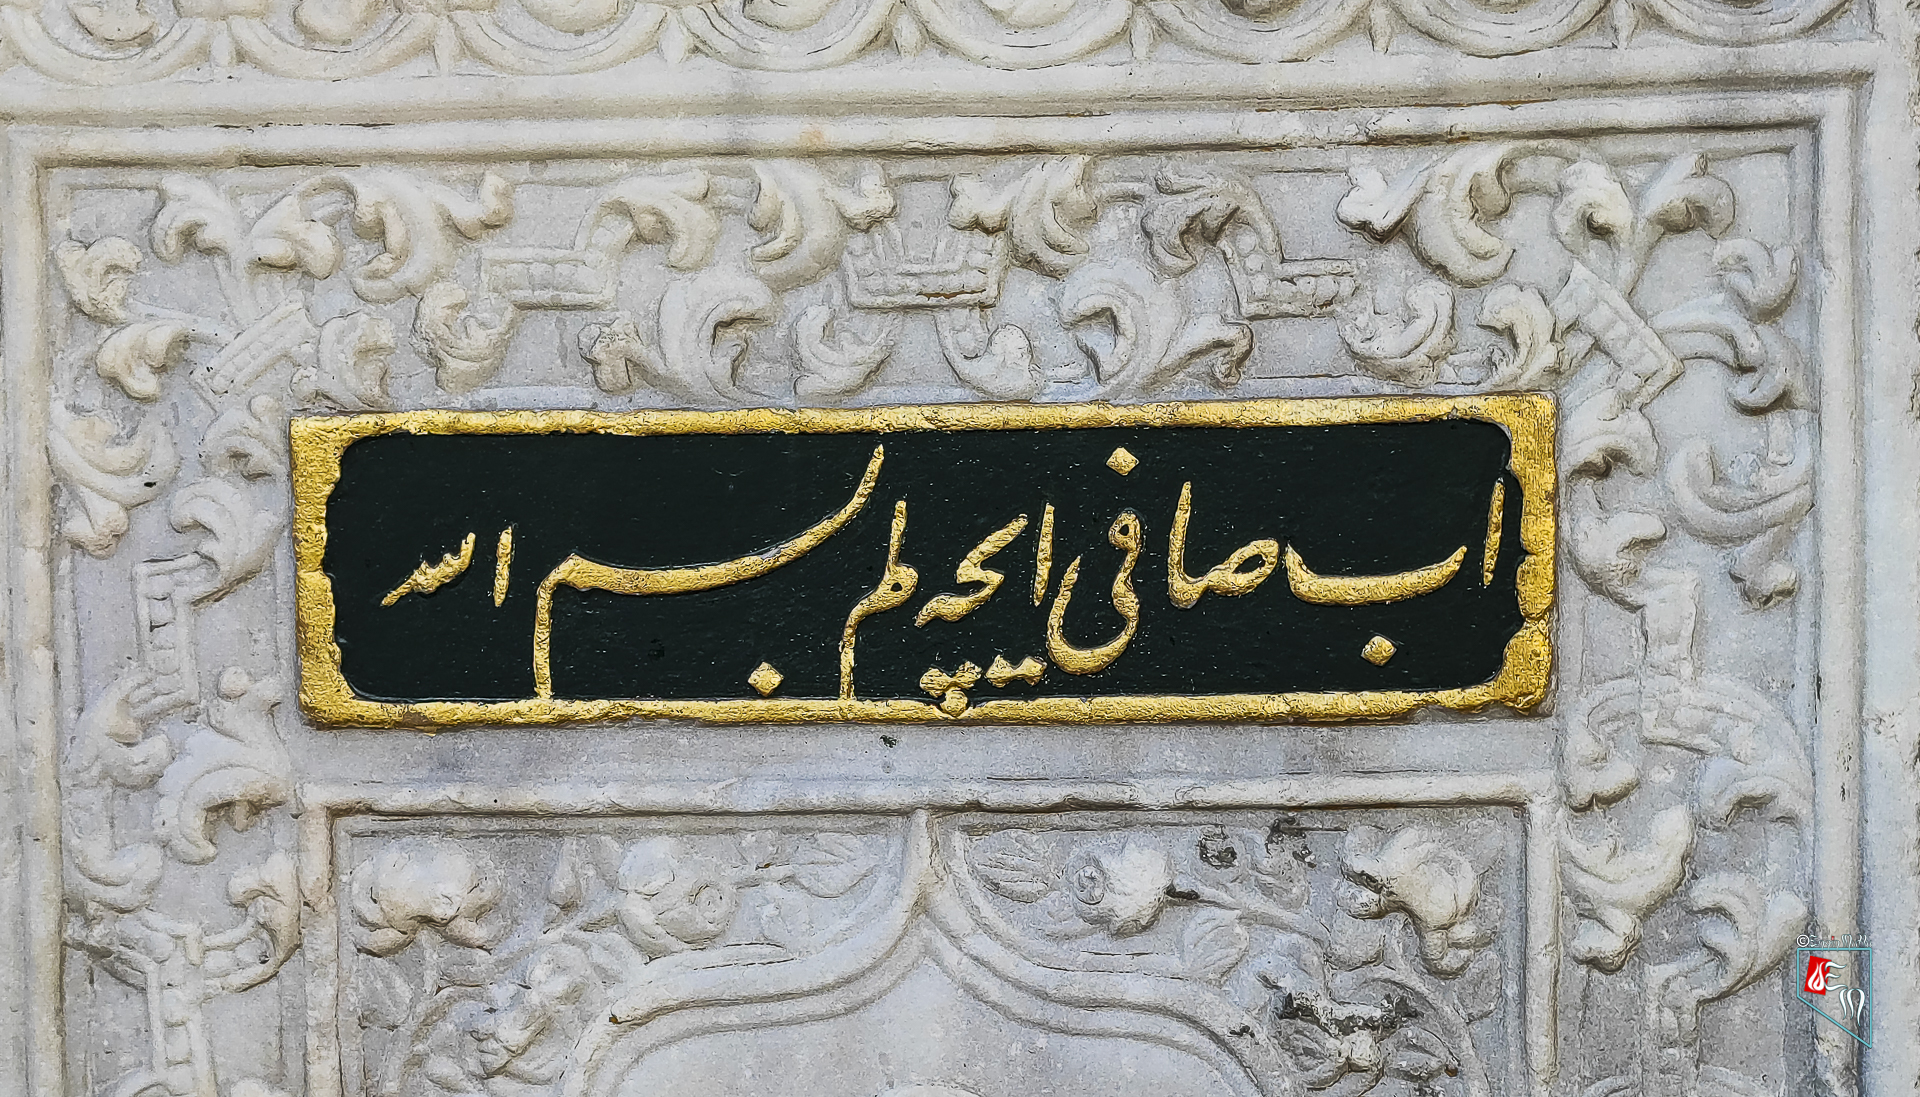 اب صافی ایچه لم بسم الله